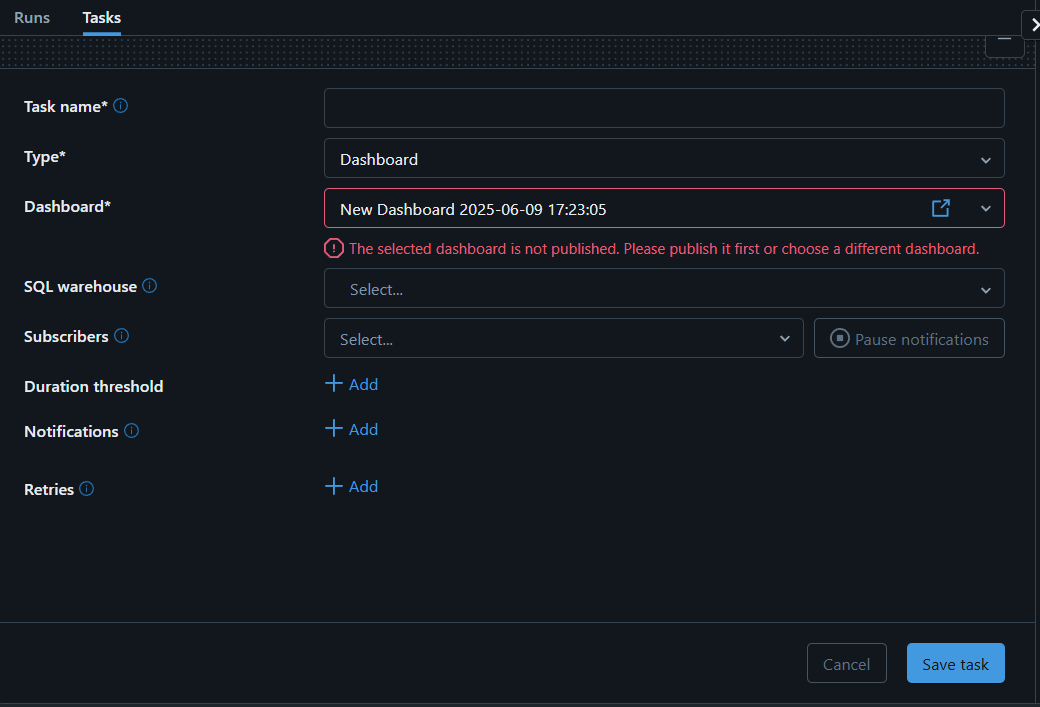 Runs Tasks
Task name*
Type* Dashboard
Dashboard* New Dashboard 2025-06-09 17:23:05
The selected dashboard is not published. Please publish it first or choose a different dashboard.
SQL warehouse Select...
Subscribers Select... Pause notifications
Duration threshold Add
Notifications Add
Retries Add
Cancel Save task